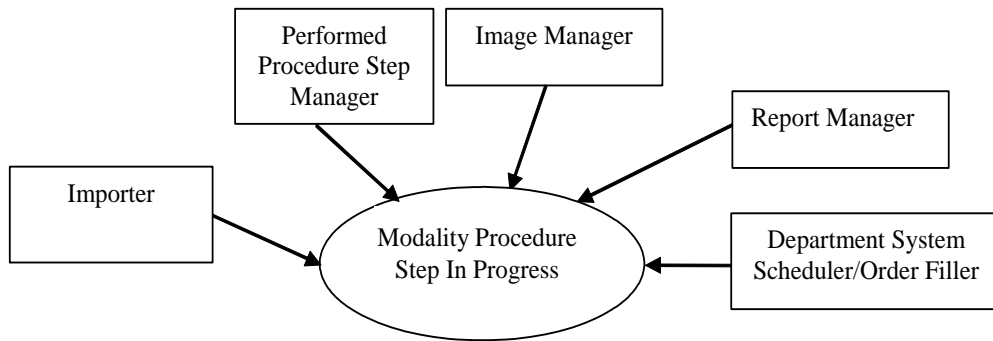 Performed
Procedure Step
Manager
Image Manager
Report Manager
Importer
Modality Procedure
Step In Progress
Department System
Scheduler/Order Filler